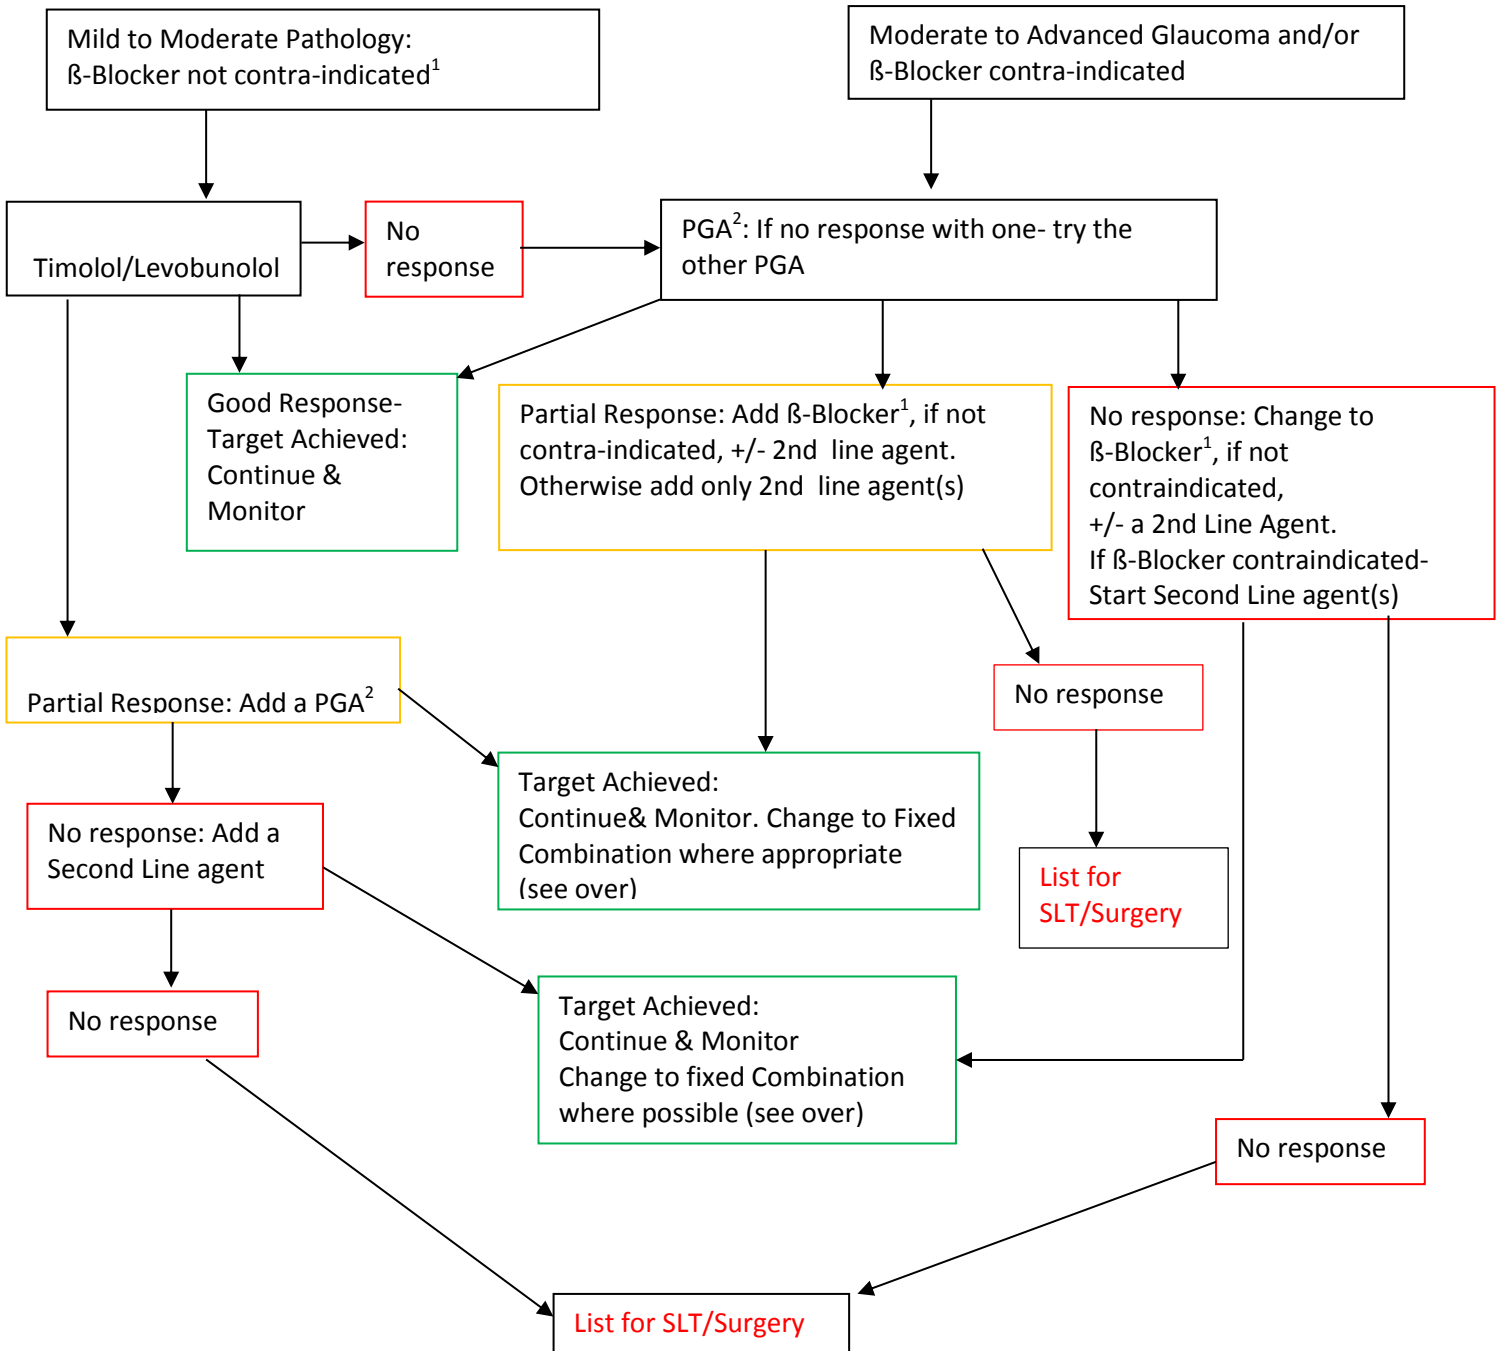 Mild to Moderate Pathology:
ß-Blocker not contra-indicated1
Moderate to Advanced Glaucoma and/or
ß-Blocker contra-indicated
Timolol/Levobunolol
No
response
PGA2: If no response with one- try the
other PGA
Good Response-
Target Achieved:
Continue &
Monitor
Partial Response: Add ß-Blocker1, if not
contra-indicated, +/- 2nd line agent.
Otherwise add only 2nd line agent(s)
No response: Change to
ß-Blocker1, if not
contraindicated,
+/- a 2nd Line Agent.
If ß-Blocker contraindicated-
Start Second Line agent(s)
Partial Response: Add a PGA2
No response
Target Achieved:
Continue& Monitor. Change to Fixed
Combination where appropriate
(see over)
No response: Add a
Second Line agent
List for
SLT/Surgery
No response
Target Achieved:
Continue & Monitor
Change to fixed Combination
where possible (see over)
No response
List for SLT/Surgery